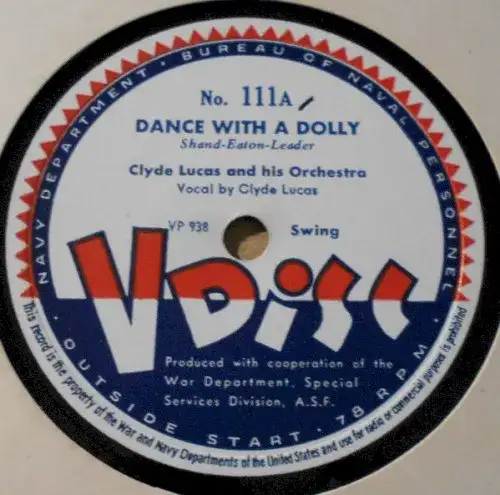 NAVY DEPARTMENT · BUREAU OF NAVAL PERSONNEL
No. 111A
DANCE WITH A DOLLY
Shand-Eaton-Leader
Clyde Lucas and his Orchestra
Vocal by Clyde Lucas
VP 938
Swing
V DISC
Produced with cooperation of the
War Department, Special
Services Division, A.S.F.
· OUTSIDE START · 78 RPM ·
This record is the property of the War and Navy Departments of the United States and use for radio or commercial purposes is prohibited